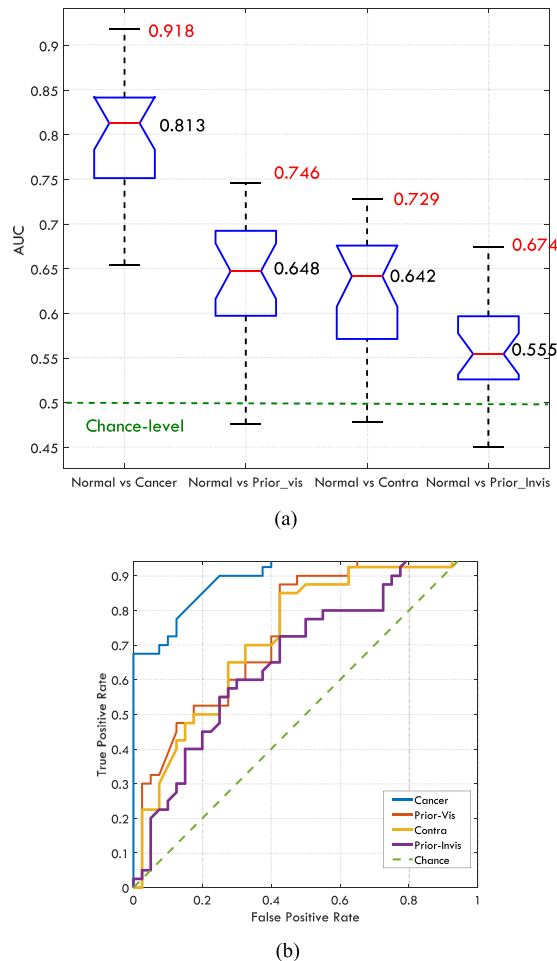 0.9
0.85
0.8
0.75
0.7
0.65
0.6
0.55
0.5
0.45
AUC
0.918
0.813
0.746
0.648
0.729
0.642
0.674
0.555
Chance-level
Normal vs Cancer Normal vs Prior_vis Normal vs Contra Normal vs Prior_Invis
(a)
0.9
0.8
0.7
0.6
0.5
0.4
0.3
0.2
0.1
0
True Positive Rate
Cancer
Prior-Vis
Contra
Prior-Invis
Chance
0 0.2 0.4 0.6 0.8 1
False Positive Rate
(b)